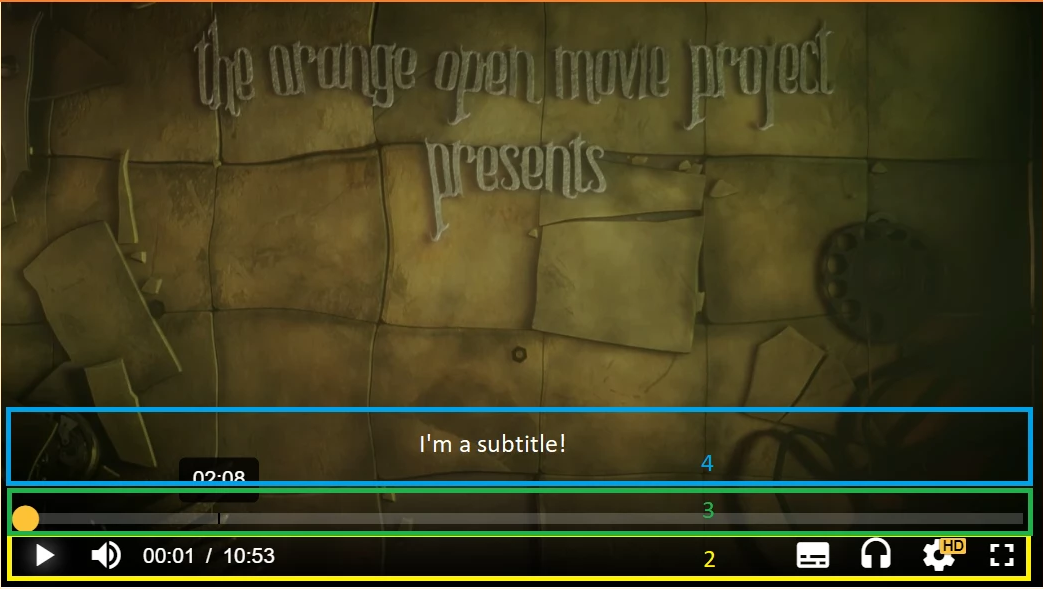 the orange open movie project
presents
I'm a subtitle!
4
02:08
3
00:01 / 10:53
2
HD